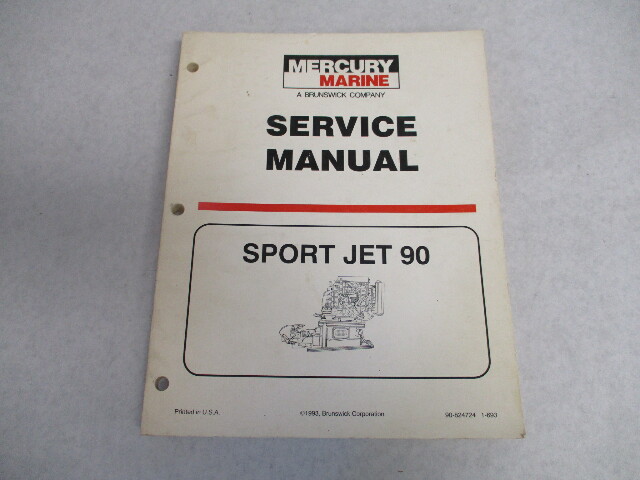 MERCURY
MARINE
A BRUNSWICK COMPANY
SERVICE
MANUAL
SPORT JET 90
Printed in U.S.A.
©1993, Brunswick Corporation
90-824724 1-693